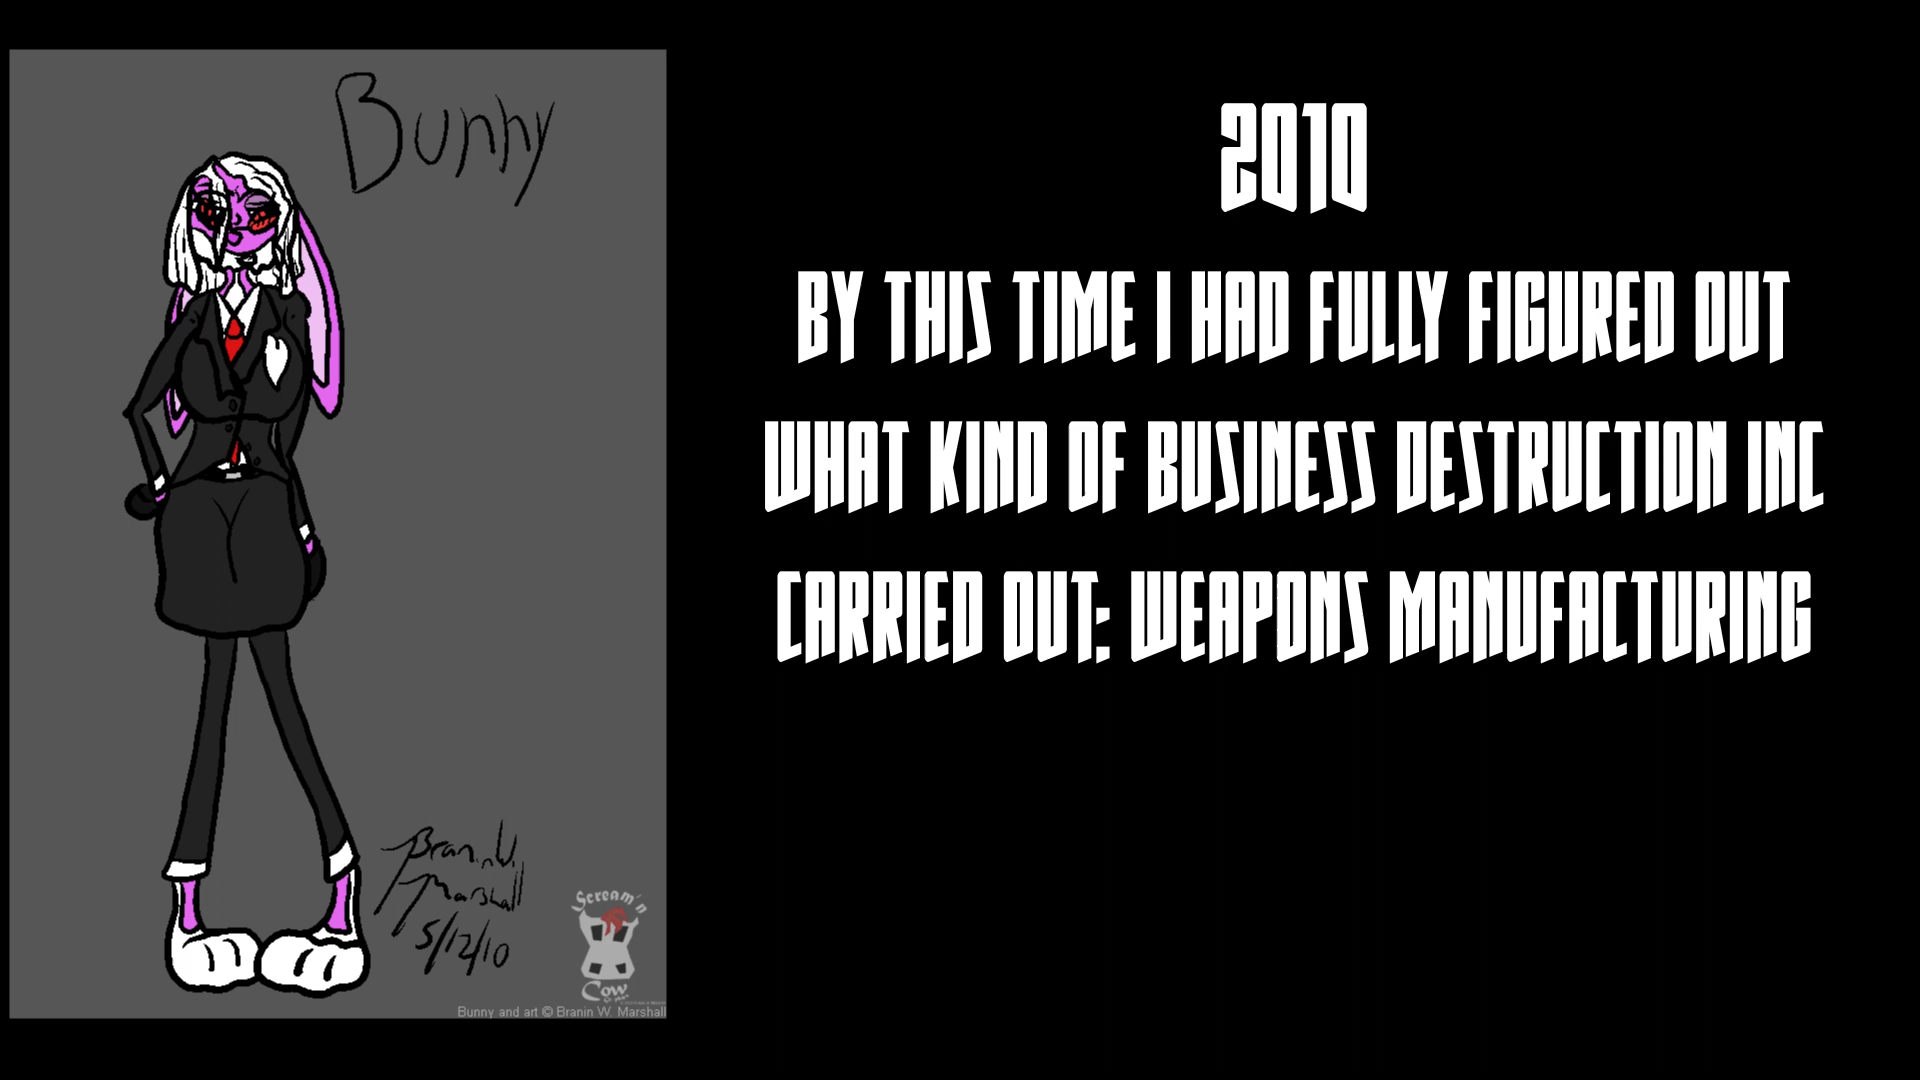 Bunny
2010
BY THIS TIME I HAD FULLY FIGURED OUT
WHAT KIND OF BUSINESS DESTRUCTION INC
CARRIED OUT: WEAPONS MANUFACTURING
Branin W.
Marshall
5/12/10
Scream'n
Cow
Bunny and art © Branin W. Marshall